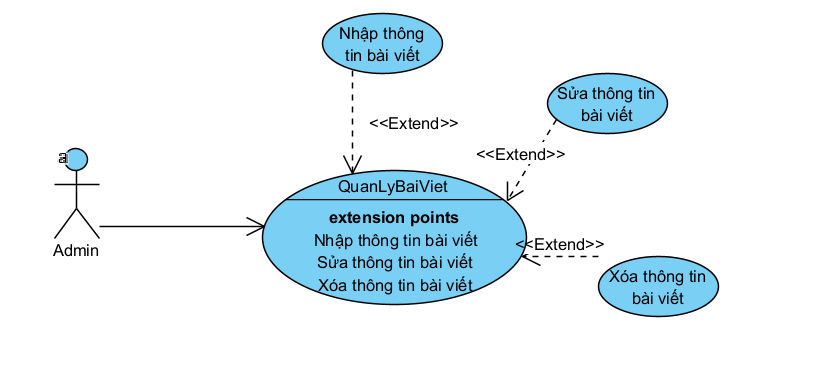 Nhập thông
tin bài viết
<<Extend>>
Sửa thông tin
bài viết
<<Extend>>
a
Admin
QuanLyBaiViet
extension points
Nhập thông tin bài viết
Sửa thông tin bài viết
Xóa thông tin bài viết
<<Extend>>
Xóa thông tin
bài viết